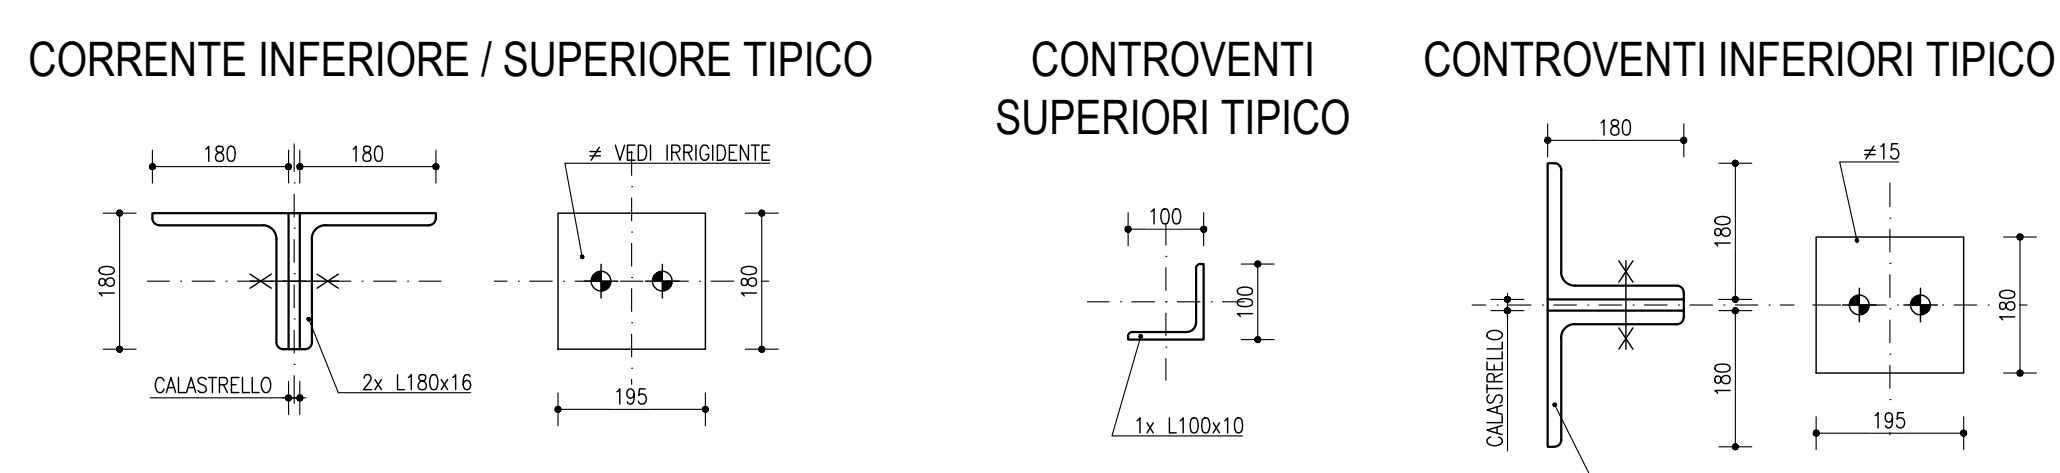 CORRENTE INFERIORE / SUPERIORE TIPICO
180
180
180
CALASTRELLO
2x L180x16
≠ VEDI IRRIGIDENTE
180
195
CONTROVENTI
SUPERIORI TIPICO
100
100
1x L100x10
CONTROVENTI INFERIORI TIPICO
180
180
180
CALASTRELLO
≠15
180
195